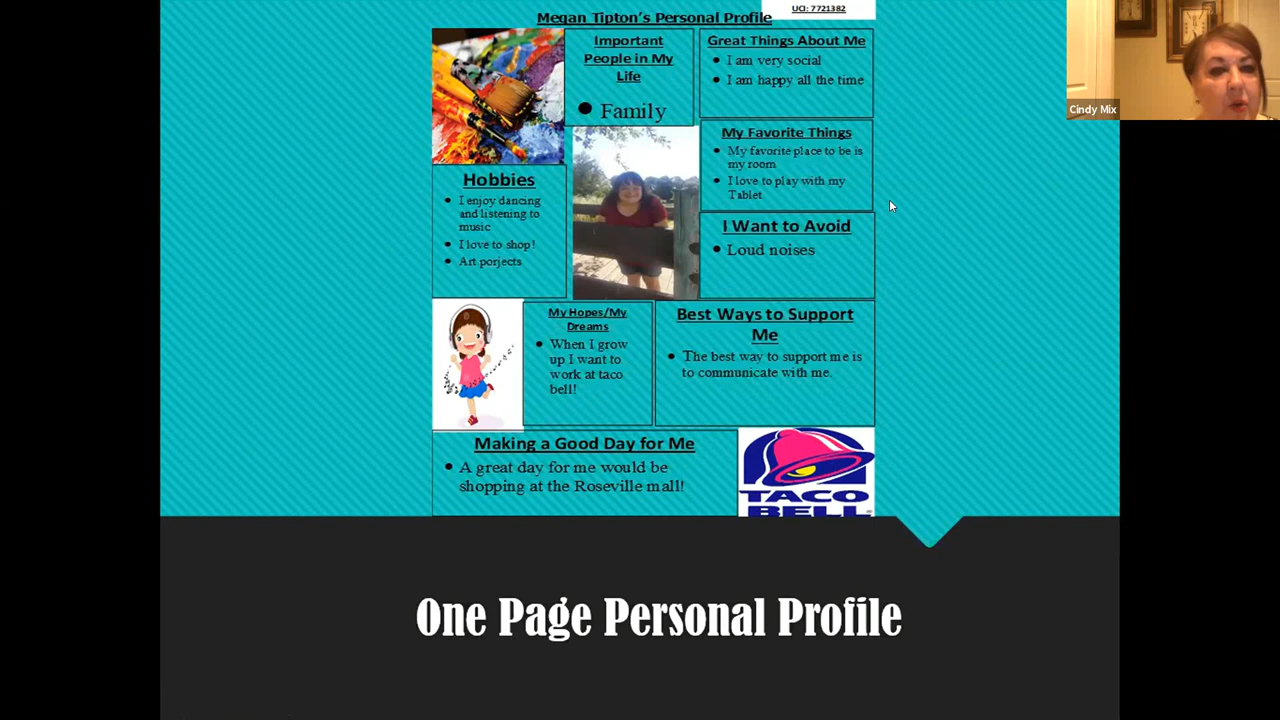 UCI: 7721382
Megan Tipton's Personal Profile
Important
People in My
Life
• Family
Great Things About Me
• I am very social
• I am happy all the time
My Favorite Things
• My favorite place to be is
my room
• I love to play with my
Tablet
Hobbies
• I enjoy dancing
and listening to
music
• I love to shop!
• Art porjects
I Want to Avoid
• Loud noises
My Hopes/My
Dreams
• When I grow
up I want to
work at taco
bell!
Best Ways to Support
Me
• The best way to support me is
to communicate with me.
Making a Good Day for Me
• A great day for me would be
shopping at the Roseville mall!
TACO
BELL
One Page Personal Profile
Cindy Mix